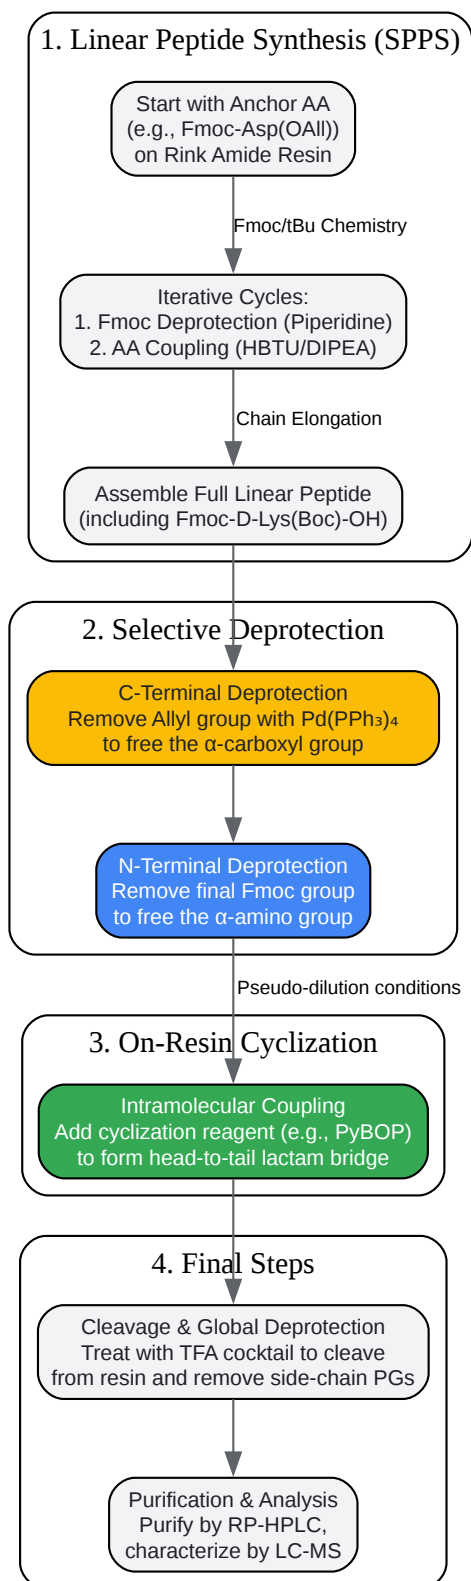 1. Linear Peptide Synthesis (SPPS)
Start with Anchor AA
(e.g., Fmoc-Asp(OAll))
on Rink Amide Resin
Fmoc/tBu Chemistry
Iterative Cycles:
1. Fmoc Deprotection (Piperidine)
2. AA Coupling (HBTU/DIPEA)
Chain Elongation
Assemble Full Linear Peptide
(including Fmoc-D-Lys(Boc)-OH)
2. Selective Deprotection
C-Terminal Deprotection
Remove Allyl group with Pd(PPh₃)₄
to free the α-carboxyl group
N-Terminal Deprotection
Remove final Fmoc group
to free the α-amino group
Pseudo-dilution conditions
3. On-Resin Cyclization
Intramolecular Coupling
Add cyclization reagent (e.g., PyBOP)
to form head-to-tail lactam bridge
4. Final Steps
Cleavage & Global Deprotection
Treat with TFA cocktail to cleave
from resin and remove side-chain PGs
Purification & Analysis
Purify by RP-HPLC,
characterize by LC-MS